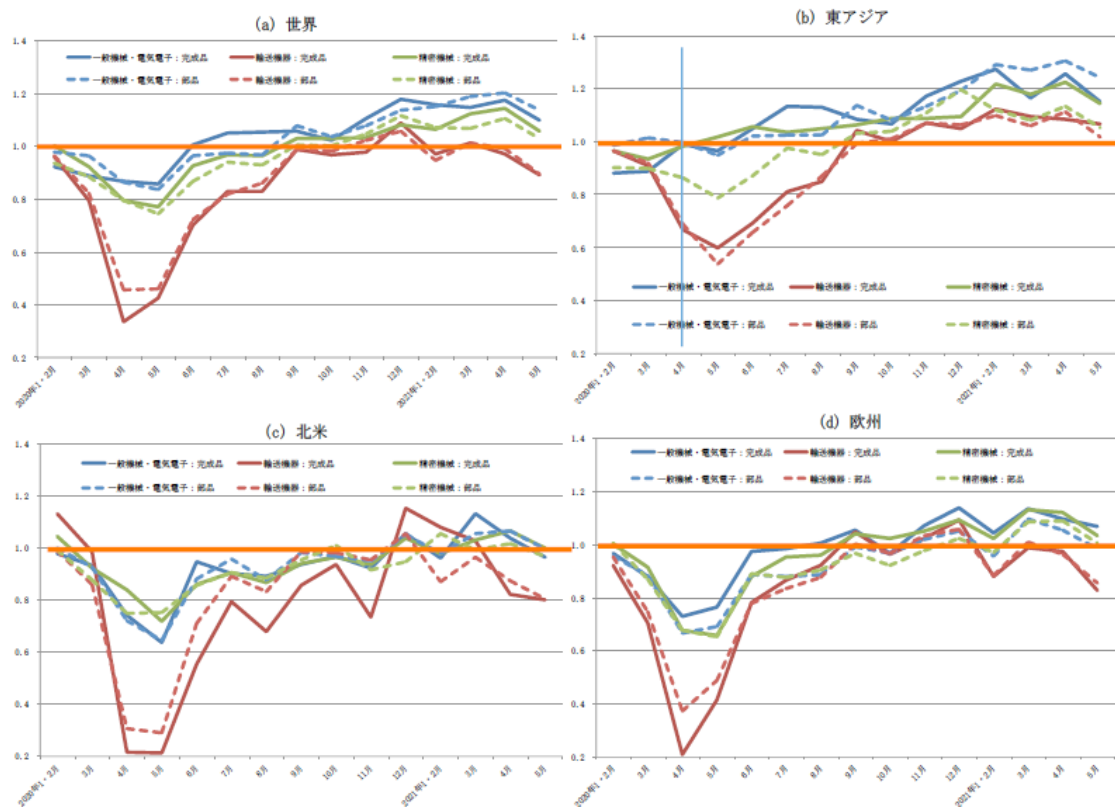 (a) 世界
1.4
1.2
1.0
0.8
0.6
0.4
0.2
一般機械・電気電子：完成品
輸送機器：完成品
精密機械：完成品
一般機械・電気電子：部品
輸送機器：部品
精密機械：部品
2020年1・2月
3月
4月
5月
6月
7月
8月
9月
10月
11月
12月
2021年1・2月
3月
4月
5月
(b) 東アジア
1.4
1.2
1.0
0.8
0.6
0.4
0.2
一般機械・電気電子：完成品
輸送機器：完成品
精密機械：完成品
一般機械・電気電子：部品
輸送機器：部品
精密機械：部品
2020年1・2月
3月
4月
5月
6月
7月
8月
9月
10月
11月
12月
2021年1・2月
3月
4月
5月
(c) 北米
1.4
1.2
1.0
0.8
0.6
0.4
0.2
一般機械・電気電子：完成品
輸送機器：完成品
精密機械：完成品
一般機械・電気電子：部品
輸送機器：部品
精密機械：部品
2020年1・2月
3月
4月
5月
6月
7月
8月
9月
10月
11月
12月
2021年1・2月
3月
4月
5月
(d) 欧州
1.4
1.2
1.0
0.8
0.6
0.4
0.2
一般機械・電気電子：完成品
輸送機器：完成品
精密機械：完成品
一般機械・電気電子：部品
輸送機器：部品
精密機械：部品
2020年1・2月
3月
4月
5月
6月
7月
8月
9月
10月
11月
12月
2021年1・2月
3月
4月
5月